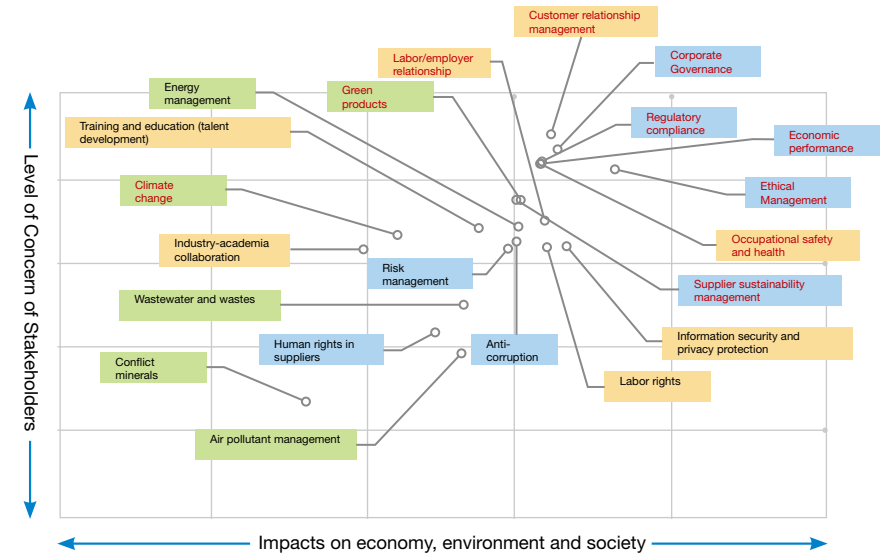 Customer relationship
management
Labor/employer
relationship
Corporate
Governance
Energy
management
Green
products
Regulatory
compliance
Training and education (talent
development)
Economic
performance
Climate
change
Ethical
Management
Industry-academia
collaboration
Occupational safety
and health
Risk
management
Supplier sustainability
management
Wastewater and wastes
Human rights in
suppliers
Anti-
corruption
Information security and
privacy protection
Conflict
minerals
Labor rights
Air pollutant management
Level of Concern of Stakeholders
Impacts on economy, environment and society